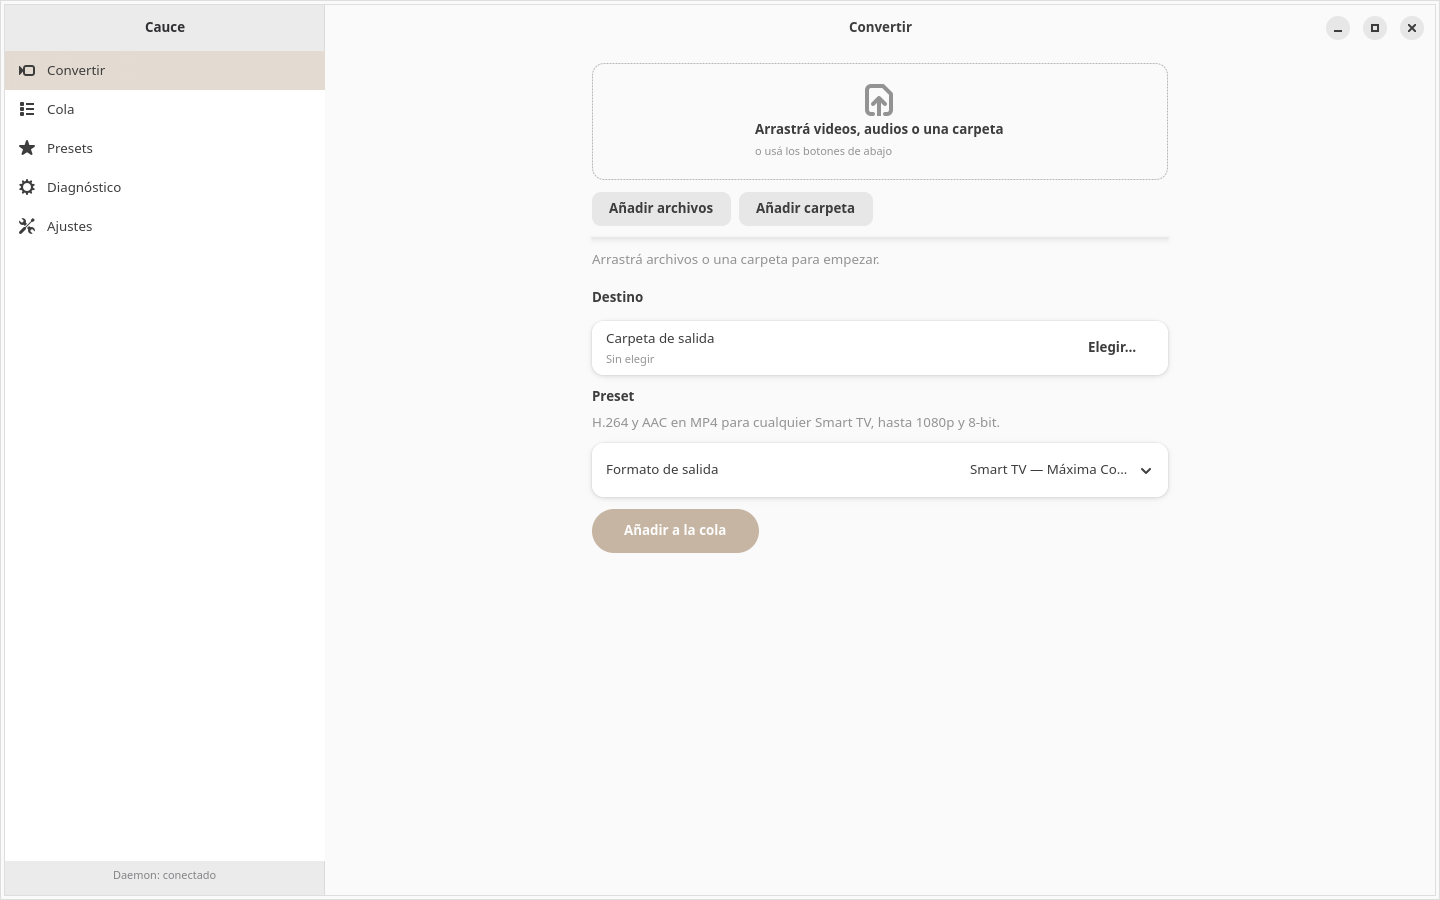 Cauce
Convertir
Cola
Presets
Diagnóstico
Ajustes
Daemon: conectado
Convertir
Arrastrá videos, audios o una carpeta
o usá los botones de abajo
Añadir archivos
Añadir carpeta
Arrastrá archivos o una carpeta para empezar.
Destino
Carpeta de salida
Sin elegir
Elegir...
Preset
H.264 y AAC en MP4 para cualquier Smart TV, hasta 1080p y 8-bit.
Formato de salida
Smart TV — Máxima Co...
Añadir a la cola